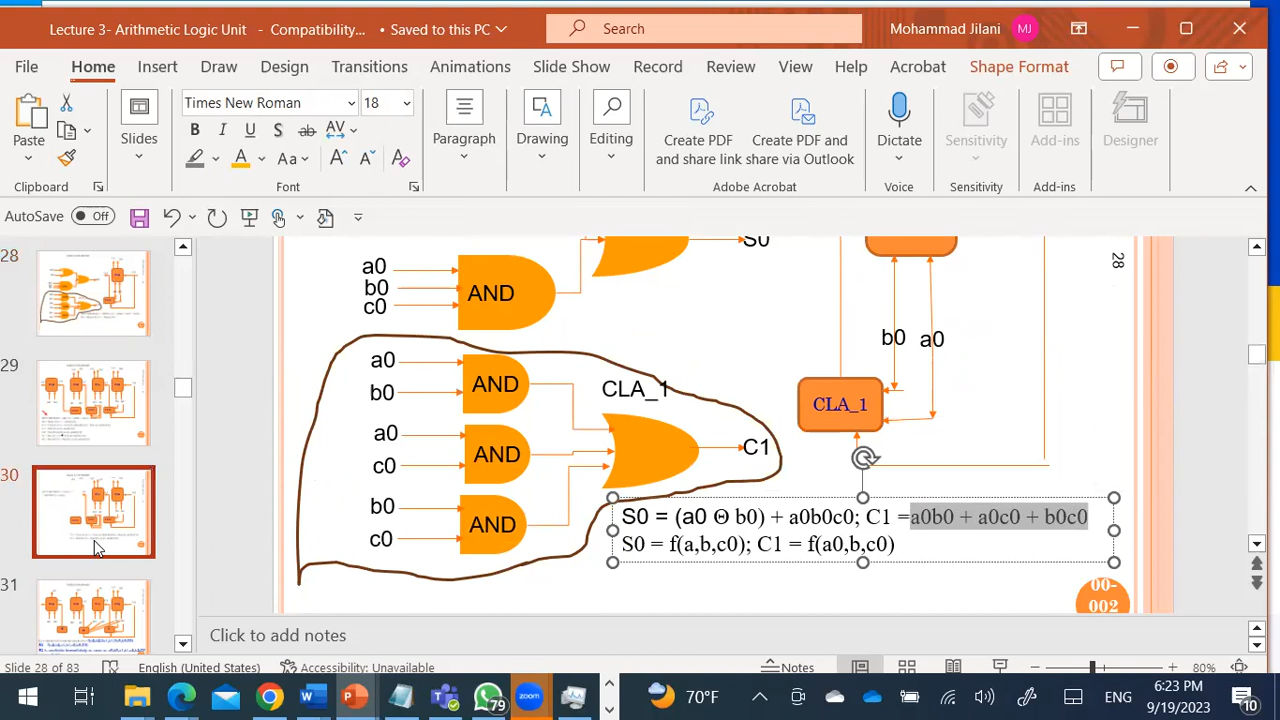 Lecture 3- Arithmetic Logic Unit - Compatibility... • Saved to this PC
Search
Mohammad Jilani MJ
File Home Insert Draw Design Transitions Animations Slide Show Record Review View Help Acrobat Shape Format
Times New Roman 18
Paste
Slides
B I U S ab AV
Aa A A A
Paragraph
Drawing
Editing
Create PDF and share link
Create PDF and share via Outlook
Dictate
Sensitivity
Add-ins
Designer
Clipboard
Font
Adobe Acrobat
Voice
Sensitivity
Add-ins
AutoSave Off
28
29
30
31
S0
28
a0
b0
c0
AND
b0 a0
a0
b0
AND
CLA_1
CLA_1
a0
c0
AND
C1
b0
c0
AND
S0 = (a0 Θ b0) + a0b0c0; C1 =a0b0 + a0c0 + b0c0
S0 = f(a,b,c0); C1 = f(a0,b,c0)
00-
002
Click to add notes
Slide 28 of 83
English (United States)
Accessibility: Unavailable
Notes
80%
79
zoom
70°F
ENG
6:23 PM
9/19/2023
10